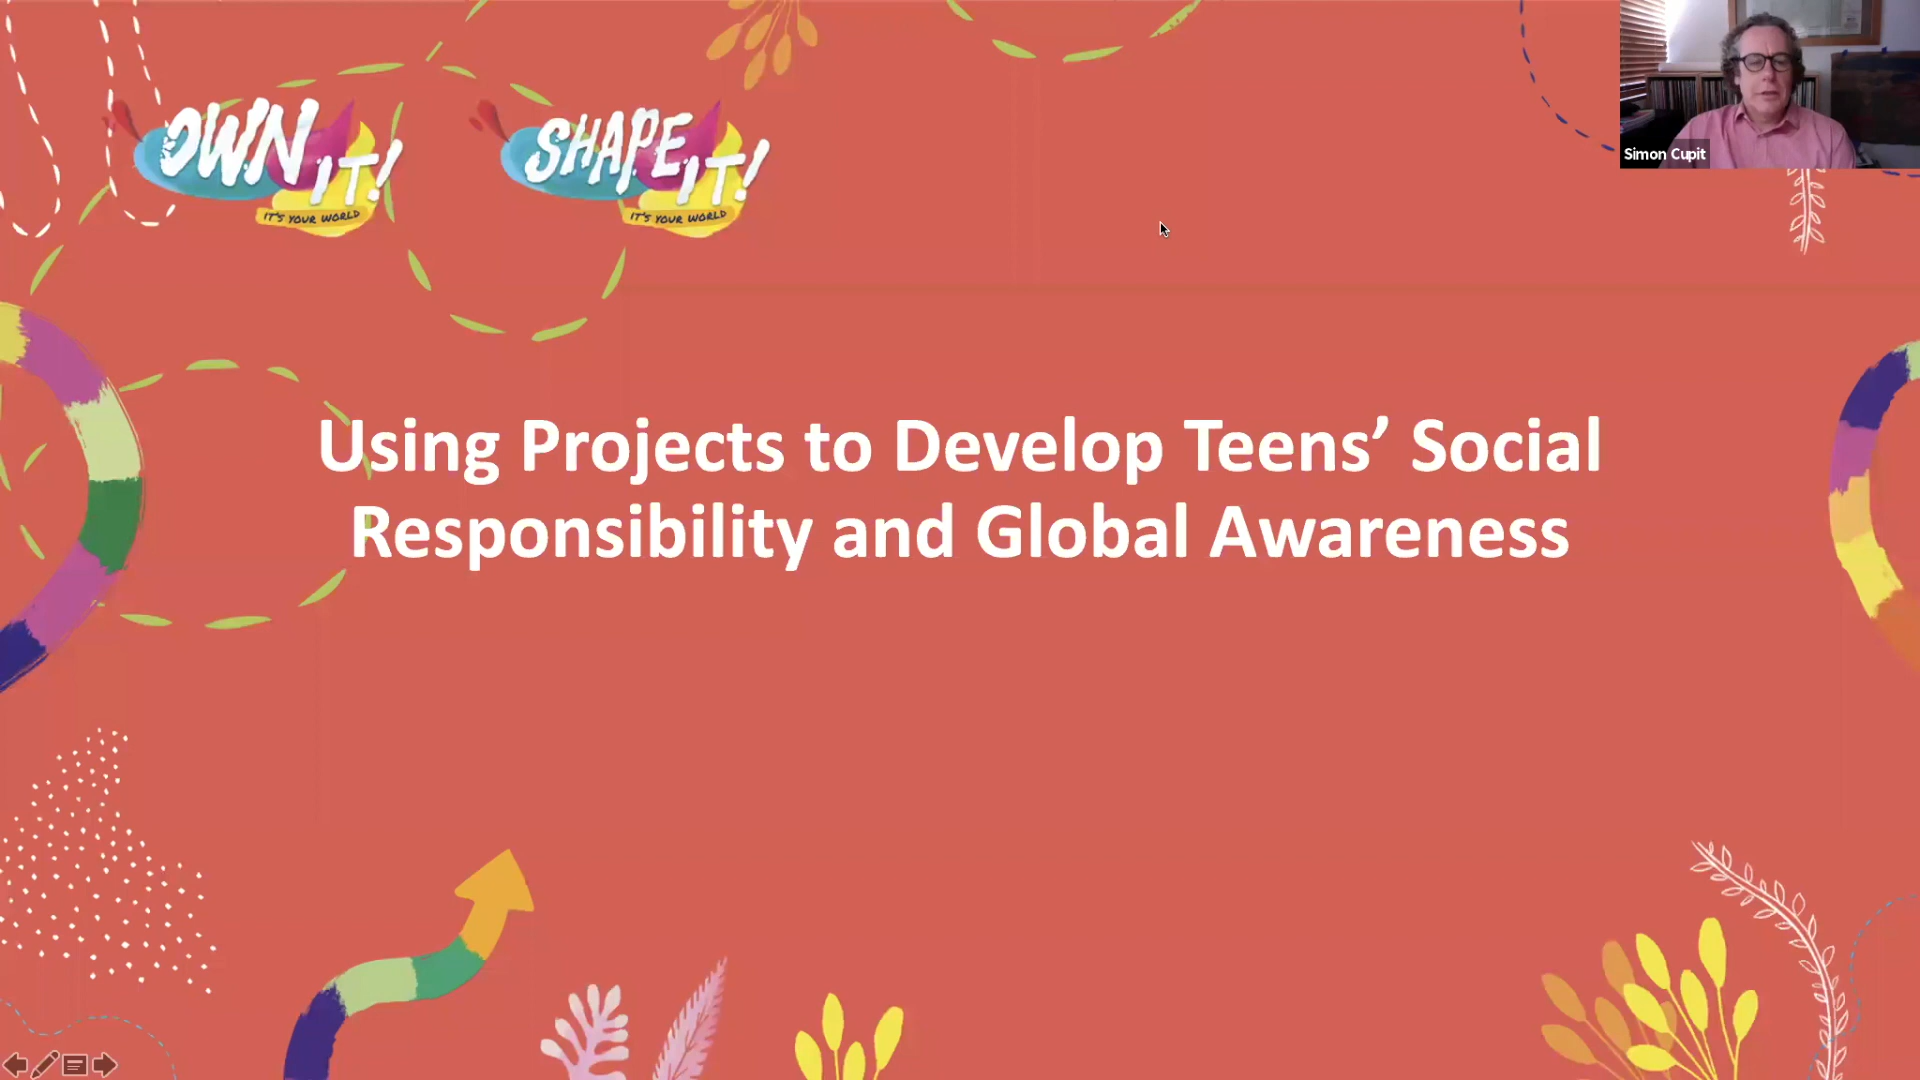 OWN IT!
IT'S YOUR WORLD
SHAPE IT!
IT'S YOUR WORLD
Simon Cupit
Using Projects to Develop Teens’ Social
Responsibility and Global Awareness